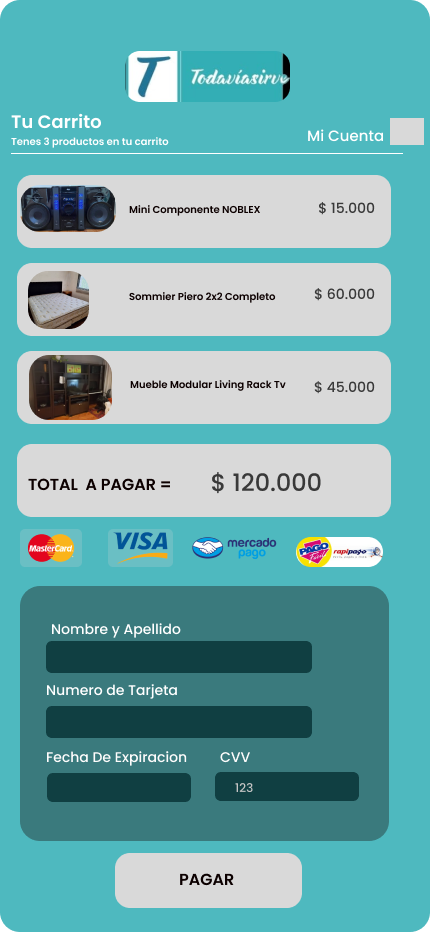 T Todavíasirve
Tu Carrito
Tenes 3 productos en tu carrito
Mi Cuenta
Mini Componente NOBLEX
$ 15.000
Sommier Piero 2x2 Completo
$ 60.000
Mueble Modular Living Rack Tv
$ 45.000
TOTAL A PAGAR =
$ 120.000
MasterCard
VISA
mercado
pago
PAGO
fácil
rapipago
Nombre y Apellido
Numero de Tarjeta
Fecha De Expiracion
CVV
123
PAGAR